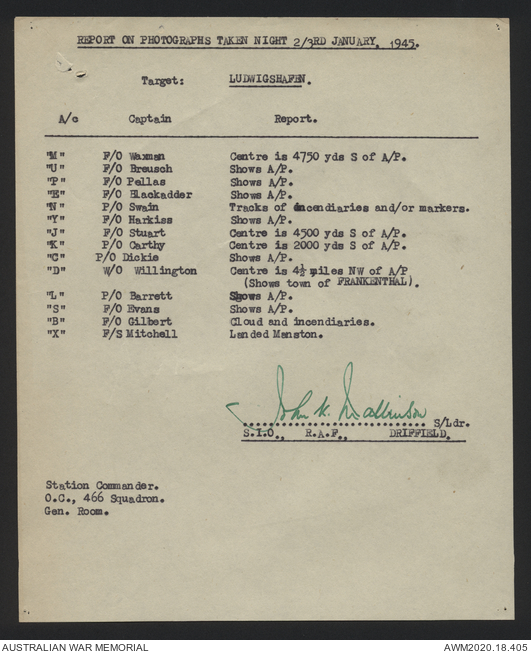 REPORT ON PHOTOGRAPHS TAKEN NIGHT 2/3RD JANUARY, 1945.
Target: LUDWIGSHAFEN.
A/c Captain Report.
"M" F/O Waxman Centre is 4750 yds S of A/P.
"U" F/O Breusch Shows A/P.
"P" F/O Pellas Shows A/P.
"E" F/O Blackadder Shows A/P.
"N" P/O Swain Tracks of incendiaries and/or markers.
"Y" F/O Harkiss Shows A/P.
"J" F/O Stuart Centre is 4500 yds S of A/P.
"K" P/O Carthy Centre is 2000 yds S of A/P.
"C" P/O Dickie Shows A/P.
"D" W/O Willington Centre is 4½ miles NW of A/P
(Shows town of FRANKENTHAL).
"L" P/O Barrett Shows A/P.
"S" F/O Evans Shows A/P.
"B" F/O Gilbert Cloud and incendiaries.
"X" F/S Mitchell Landed Manston.
John K. S/Ldr.
S.I.O., R.A.F., DRIFFIELD.
Station Commander.
O.C., 466 Squadron.
Gen. Room.
AUSTRALIAN WAR MEMORIAL AWM2020.18.405